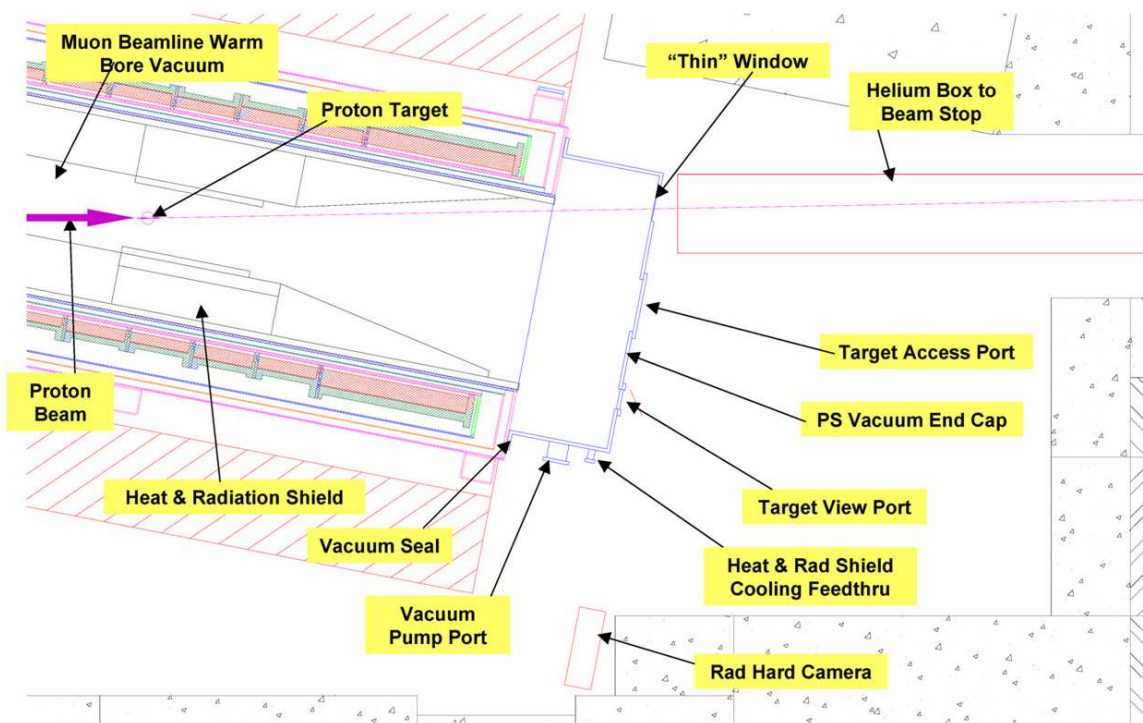 Muon Beamline Warm
Bore Vacuum
"Thin" Window
Helium Box to
Beam Stop
Proton Target
Target Access Port
Proton
Beam
PS Vacuum End Cap
Heat & Radiation Shield
Target View Port
Vacuum Seal
Heat & Rad Shield
Cooling Feedthru
Vacuum
Pump Port
Rad Hard Camera